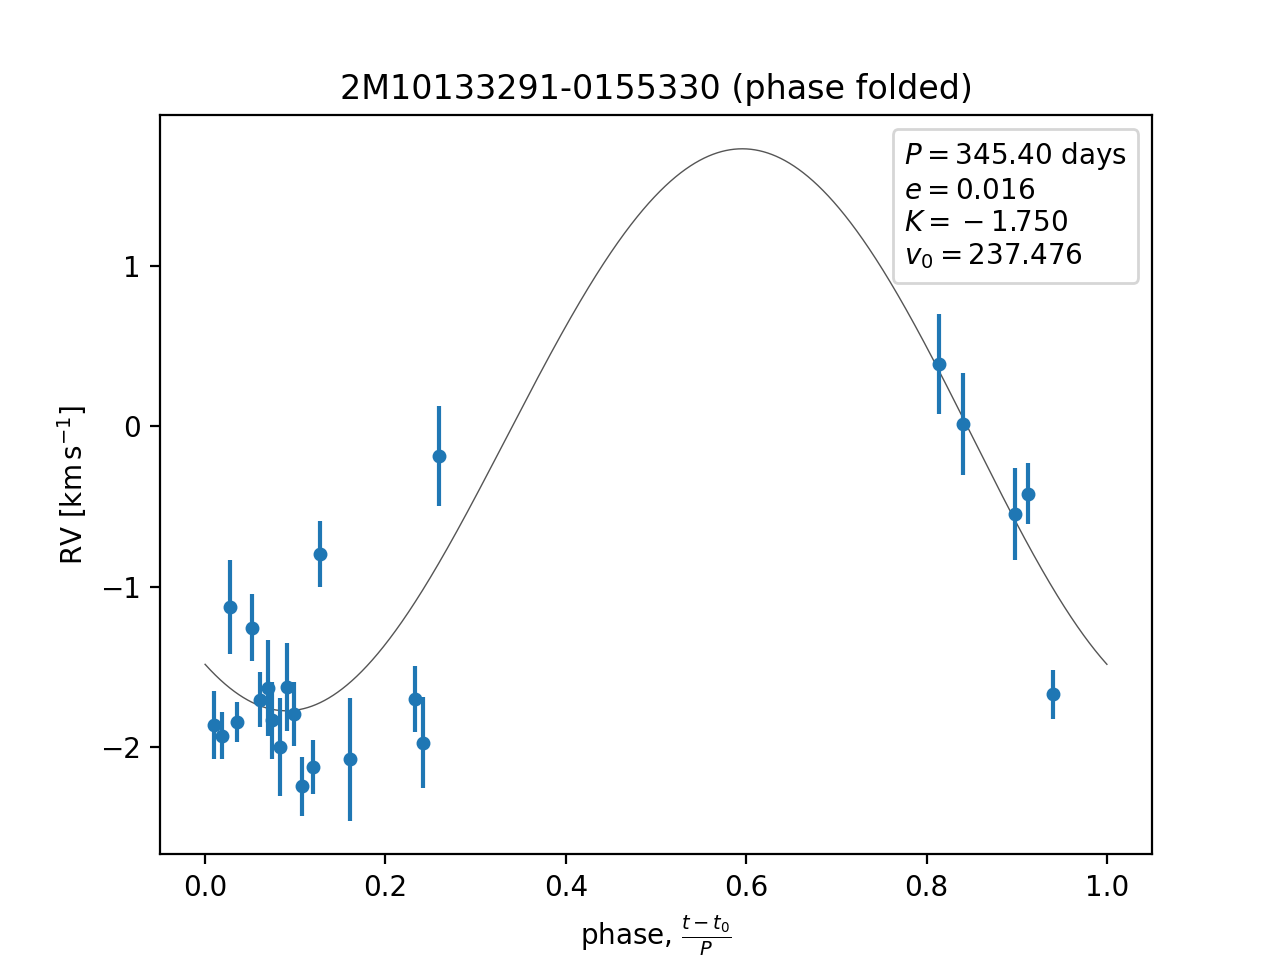 2M10133291-0155330 (phase folded)
P = 345.40 days
e = 0.016
K = −1.750
v₀ = 237.476
1
0
−1
−2
RV [km s⁻¹]
0.0 0.2 0.4 0.6 0.8 1.0
phase, (t − t₀)/P